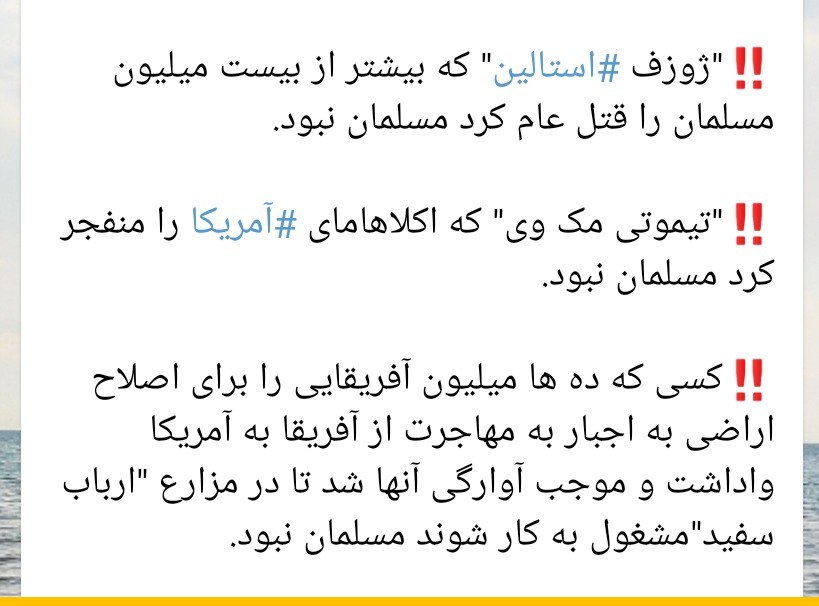 ‼️"ژوزف #استالین" که بیشتر از بیست میلیون
مسلمان را قتل عام کرد مسلمان نبود.
‼️"تیموتی مک وی" که اکلاهامای #آمریکا را منفجر
کرد مسلمان نبود.
‼️کسی که ده ها میلیون آفریقایی را برای اصلاح
اراضی به اجبار به مهاجرت از آفریقا به آمریکا
واداشت و موجب آوارگی آنها شد تا در مزارع "ارباب
سفید"مشغول به کار شوند مسلمان نبود.